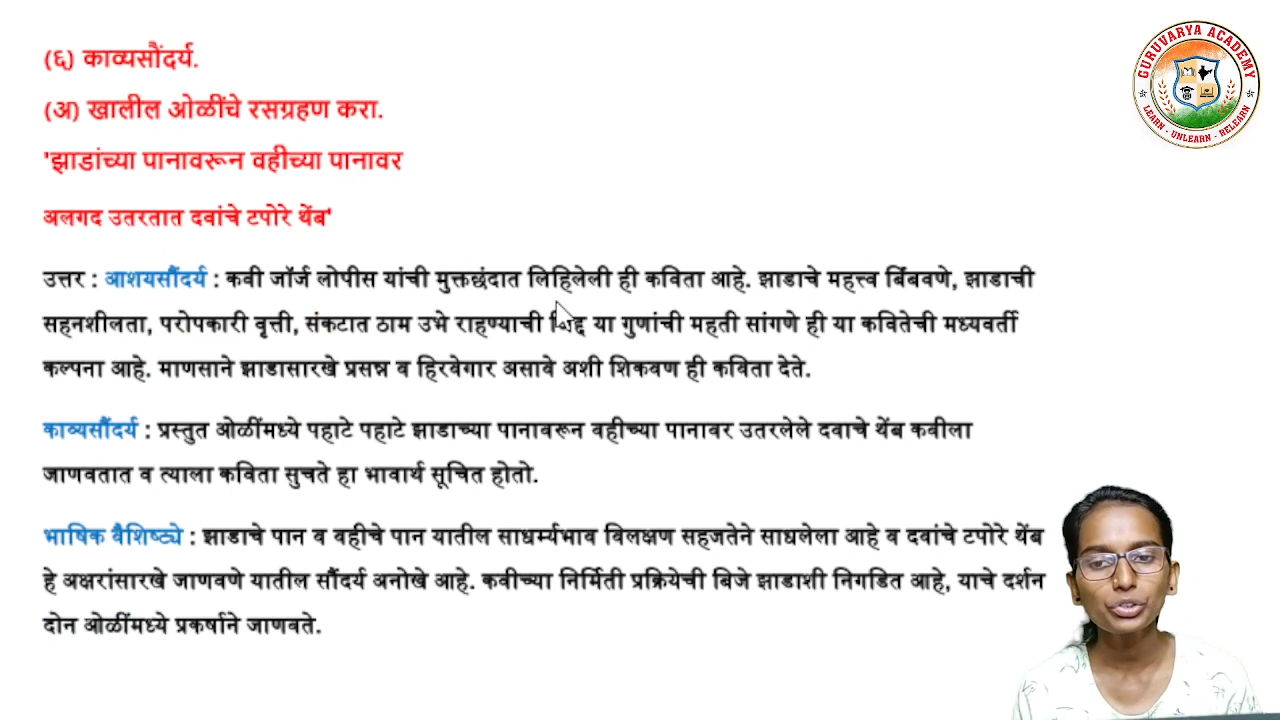 (६) काव्यसौंदर्य.
(अ) खालील ओळींचे रसग्रहण करा.
'झाडांच्या पानावरून वहीच्या पानावर
अलगद उतरतात दवांचे टपोरे थेंब'
उत्तर : आशयसौंदर्य : कवी जॉर्ज लोपीस यांची मुक्तछंदात लिहिलेली ही कविता आहे. झाडाचे महत्त्व बिंबवणे, झाडाची
सहनशीलता, परोपकारी वृत्ती, संकटात ठाम उभे राहण्याची या गुणांची महती सांगणे ही या कवितेची मध्यवर्ती
कल्पना आहे. माणसाने झाडासारखे प्रसन्न व हिरवेगार असावे अशी शिकवण ही कविता देते.
काव्यसौंदर्य : प्रस्तुत ओळींमध्ये पहाटे पहाटे झाडाच्या पानावरून वहीच्या पानावर उतरलेले दवाचे थेंब कवीला
जाणवतात व त्याला कविता सुचते हा भावार्थ सूचित होतो.
भाषिक वैशिष्ट्ये : झाडाचे पान व वहीचे पान यातील साधर्म्यभाव विलक्षण सहजतेने साधलेला आहे व दवांचे टपोरे थेंब
हे अक्षरांसारखे जाणवणे यातील सौंदर्य अनोखे आहे. कवीच्या निर्मिती प्रक्रियेची बिजे झाडाशी निगडित आहे, याचे दर्शन
दोन ओळींमध्ये प्रकर्षाने जाणवते.
GURUVARYA ACADEMY
LEARN - UNLEARN - RELEARN